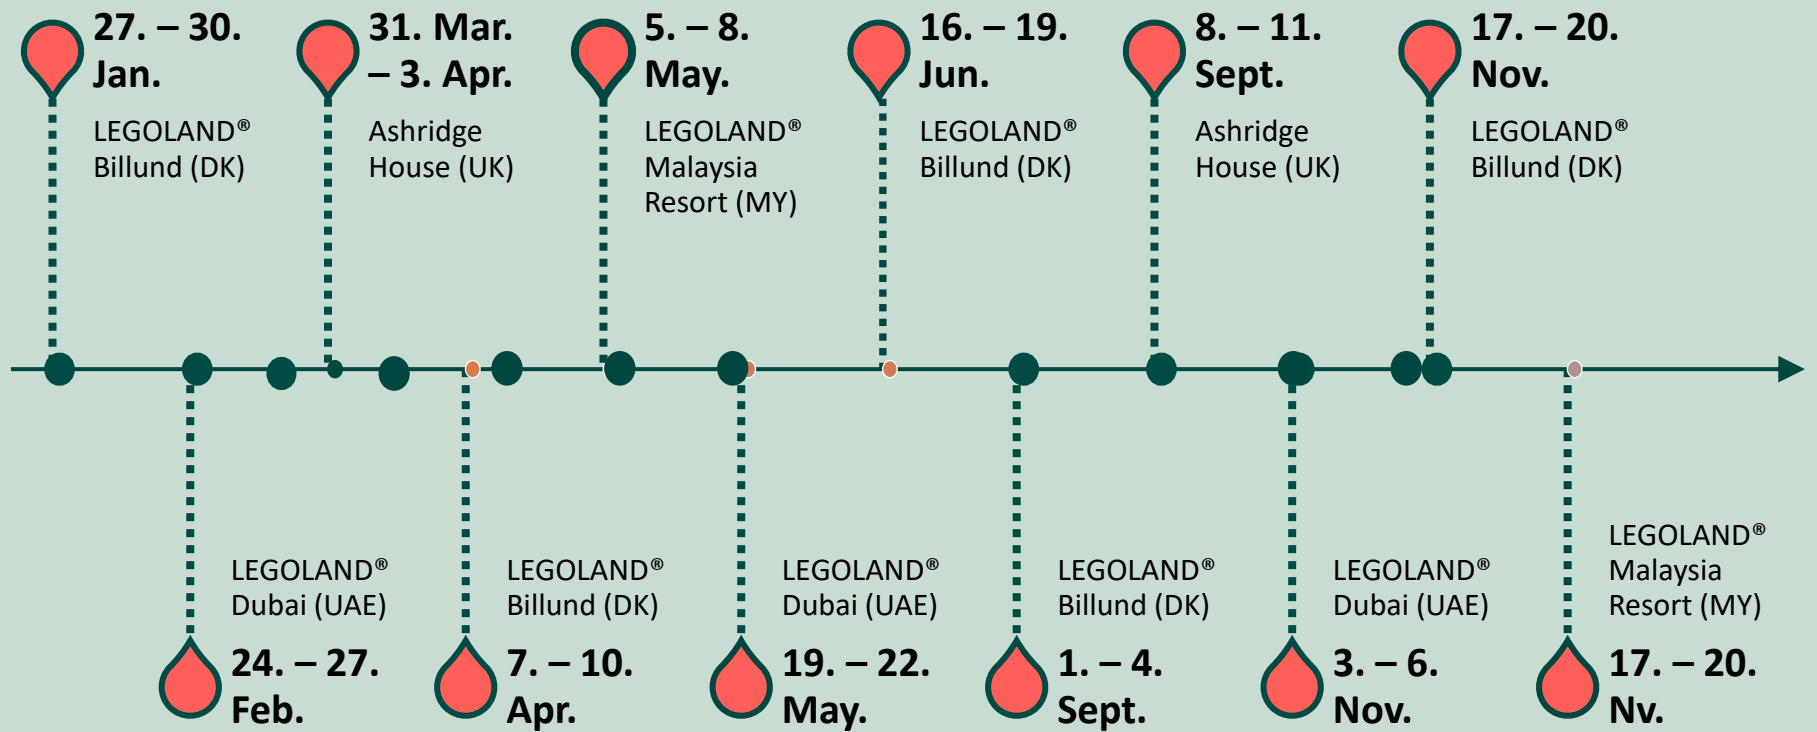 27. – 30.
Jan.
LEGOLAND®
Billund (DK)
31. Mar.
– 3. Apr.
Ashridge
House (UK)
5. – 8.
May.
LEGOLAND®
Malaysia
Resort (MY)
16. – 19.
Jun.
LEGOLAND®
Billund (DK)
8. – 11.
Sept.
Ashridge
House (UK)
17. – 20.
Nov.
LEGOLAND®
Billund (DK)
LEGOLAND®
Dubai (UAE)
24. – 27.
Feb.
LEGOLAND®
Billund (DK)
7. – 10.
Apr.
LEGOLAND®
Dubai (UAE)
19. – 22.
May.
LEGOLAND®
Billund (DK)
1. – 4.
Sept.
LEGOLAND®
Dubai (UAE)
3. – 6.
Nov.
LEGOLAND®
Malaysia
Resort (MY)
17. – 20.
Nv.